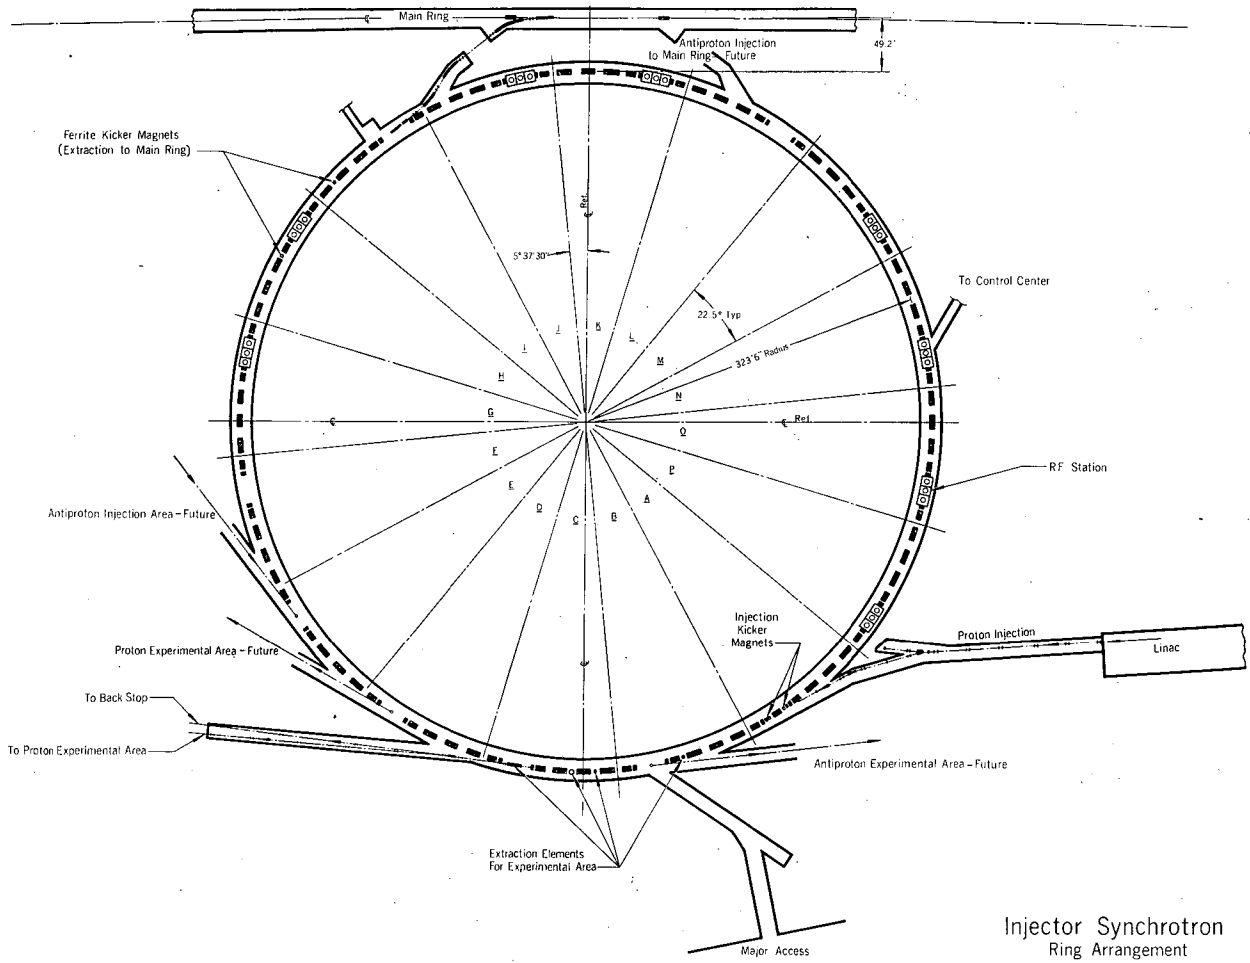 Main Ring
Antiproton Injection
to Main Ring - Future
49.2'
Ferrite Kicker Magnets
(Extraction to Main Ring)
Ref.
5° 37' 30"
To Control Center
22.5° Typ
323'6" Radius
J
K
I
L
H
M
G
N
F
O
E
P
D
A
C
B
Ref.
R.F. Station
Antiproton Injection Area - Future
Injection
Kicker
Magnets
Proton Injection
Linac
Proton Experimental Area - Future
To Back Stop
To Proton Experimental Area
Antiproton Experimental Area - Future
Extraction Elements
For Experimental Area
Major Access
Injector Synchrotron
Ring Arrangement